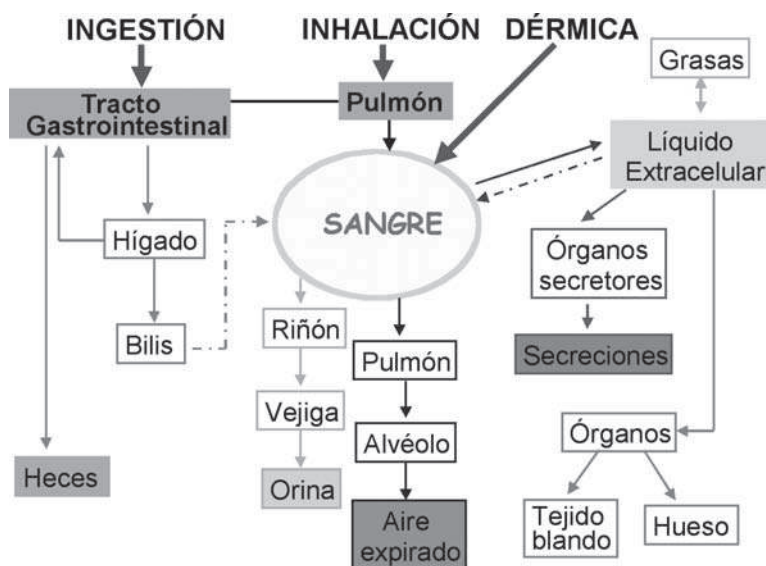 INGESTIÓN
INHALACIÓN
DÉRMICA
Grasas
Tracto
Gastrointestinal
Pulmón
Líquido
Extracelular
SANGRE
Hígado
Órganos
secretores
Bilis
Riñón
Pulmón
Secreciones
Vejiga
Alvéolo
Órganos
Heces
Orina
Aire
expirado
Tejido
blando
Hueso